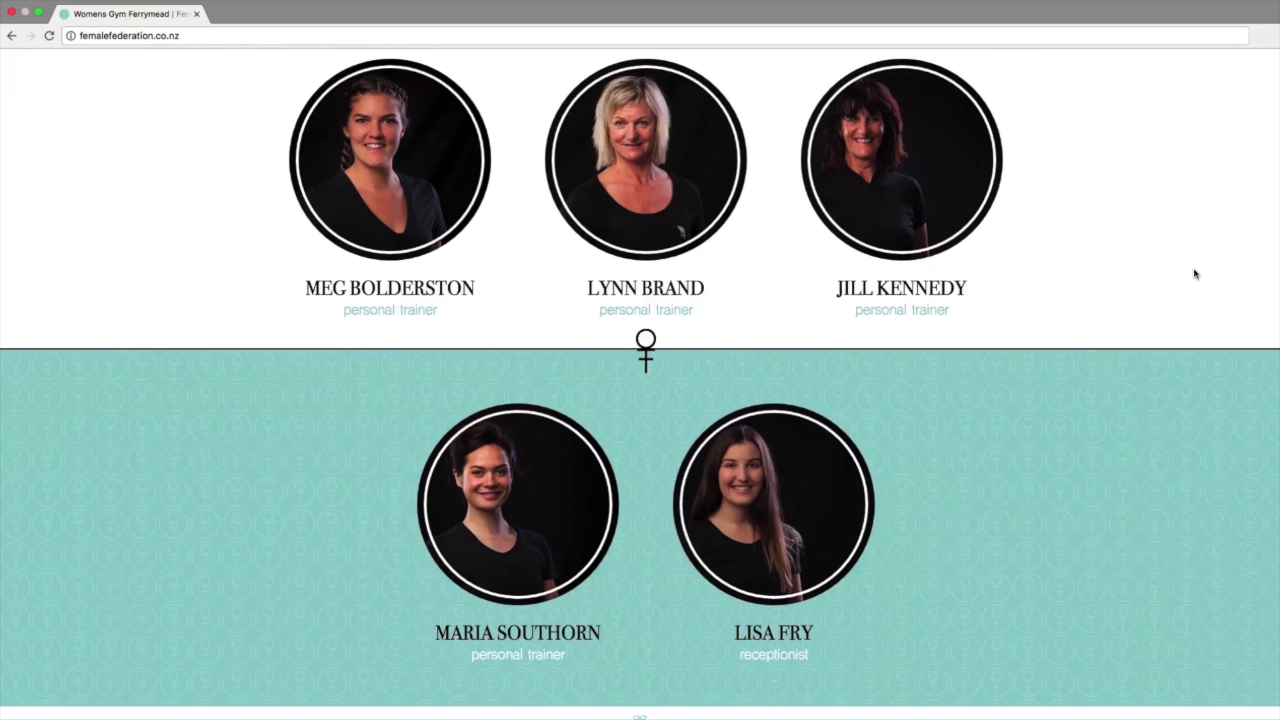 Womens Gym Ferrymead | Fe
femalefederation.co.nz
MEG BOLDERSTON
personal trainer
LYNN BRAND
personal trainer
JILL KENNEDY
personal trainer
MARIA SOUTHORN
personal trainer
LISA FRY
receptionist